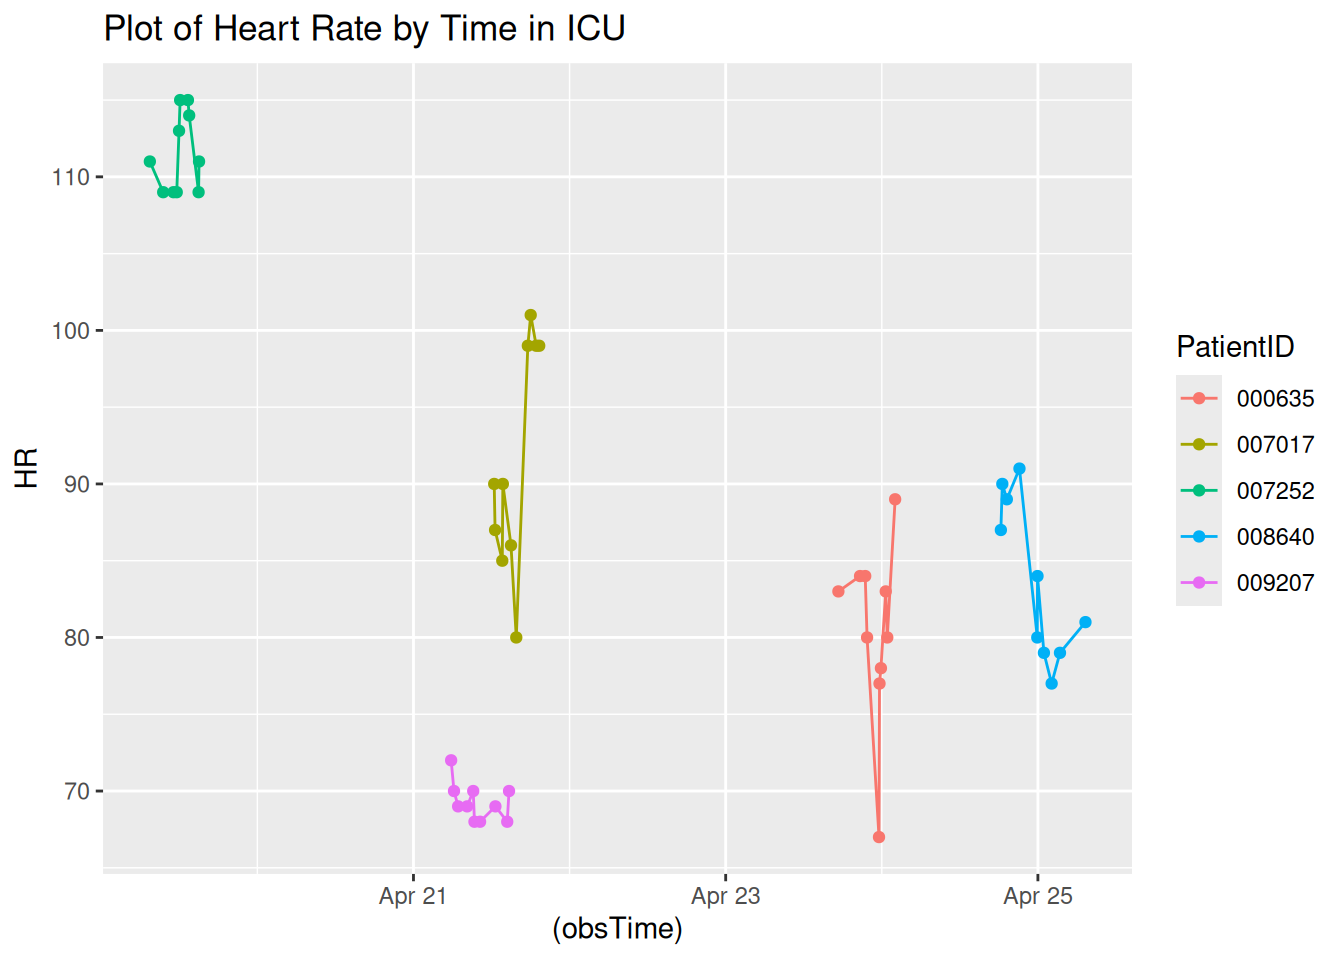 Plot of Heart Rate by Time in ICU
110
100
90
80
70
HR
Apr 21
Apr 23
Apr 25
(obsTime)
PatientID
000635
007017
007252
008640
009207